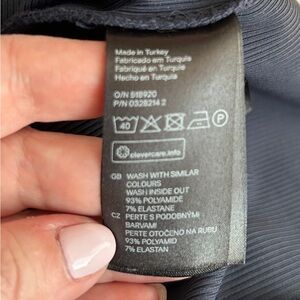 Made in Turkey
Fabricado em Turquia
Fabriqué en Turquie
Hecho en Turquía
O/N 518920
P/N 0328214 2
40 P
clevercare.info
GB WASH WITH SIMILAR
COLOURS
WASH INSIDE OUT
93% POLYAMIDE
7% ELASTANE
CZ PERTE S PODOBNÝMI
BARVAMI
PERTE OTOČENO NA RUBU
93% POLYAMID
7% ELASTAN